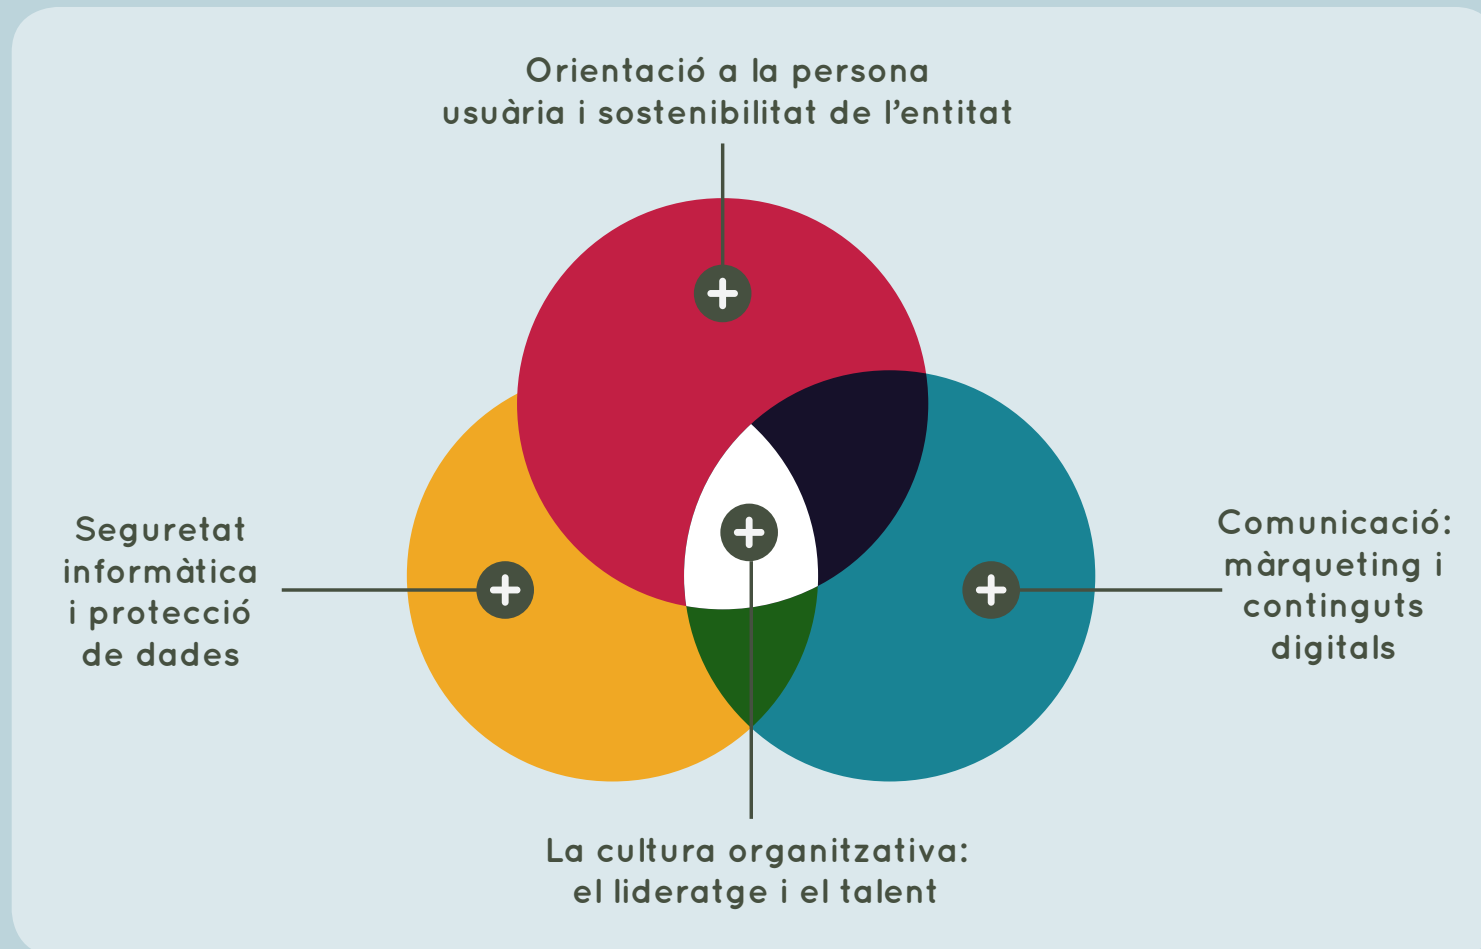 Orientació a la persona
usuària i sostenibilitat de l’entitat
Seguretat
informàtica
i protecció
de dades
Comunicació:
màrqueting i
continguts
digitals
La cultura organitzativa:
el lideratge i el talent